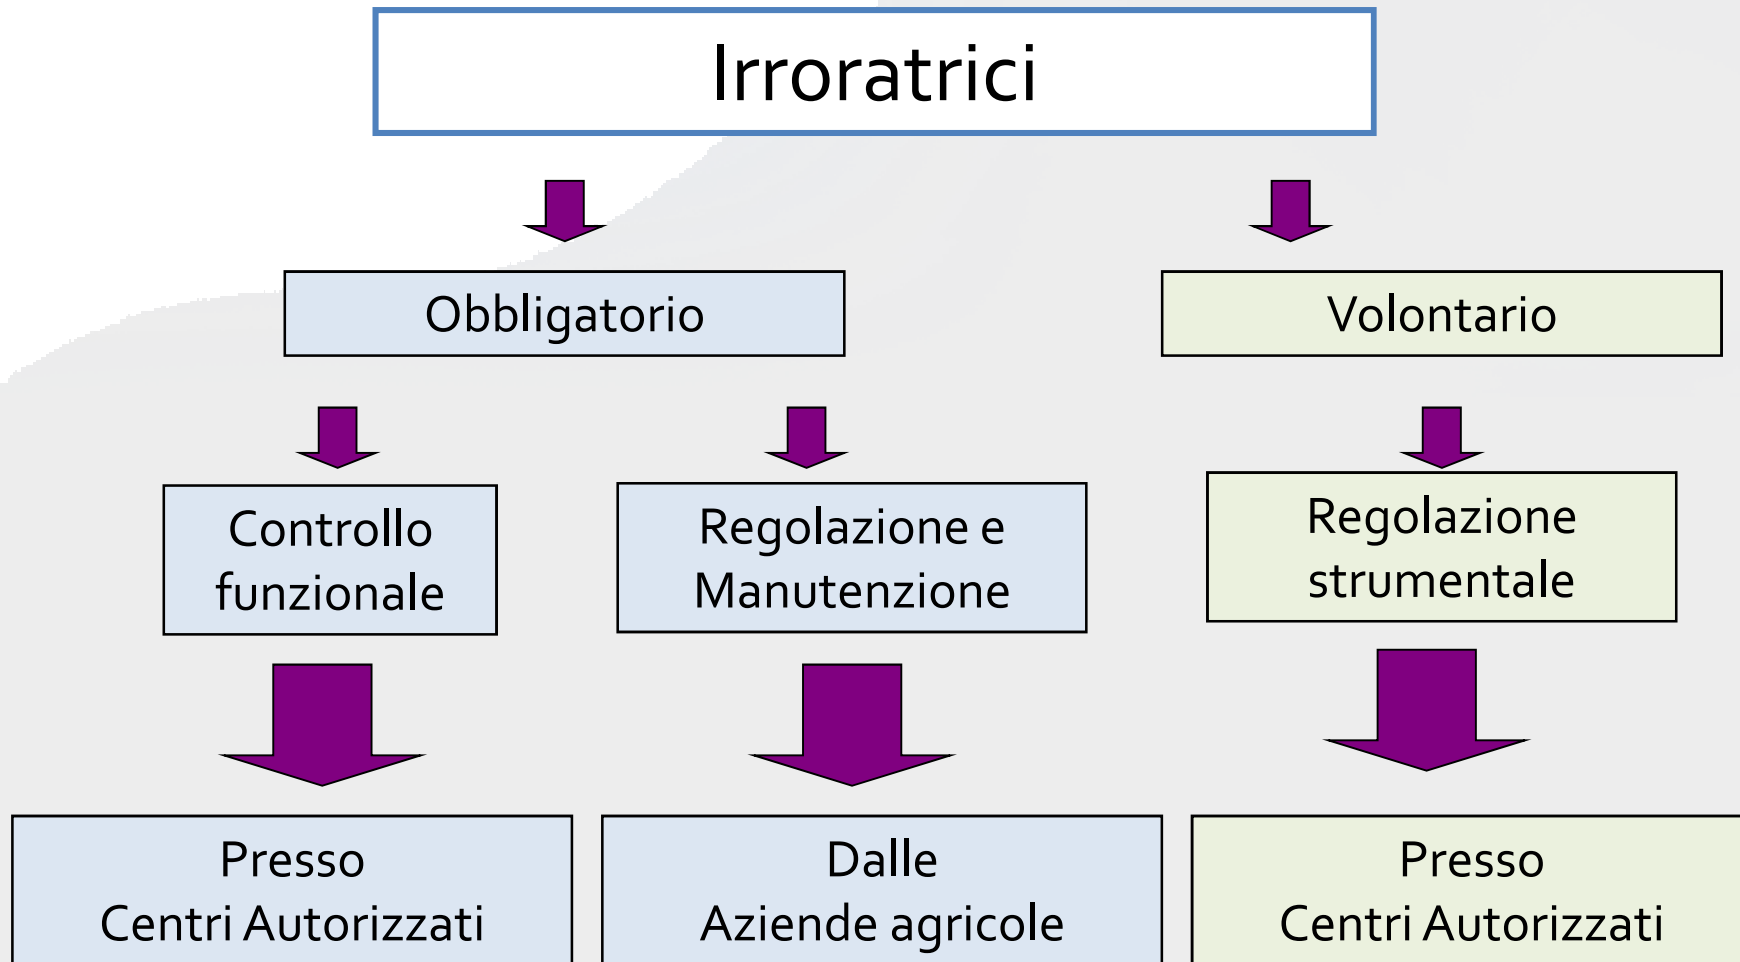 Irroratrici
Obbligatorio
Volontario
Controllo
funzionale
Regolazione e
Manutenzione
Regolazione
strumentale
Presso
Centri Autorizzati
Dalle
Aziende agricole
Presso
Centri Autorizzati